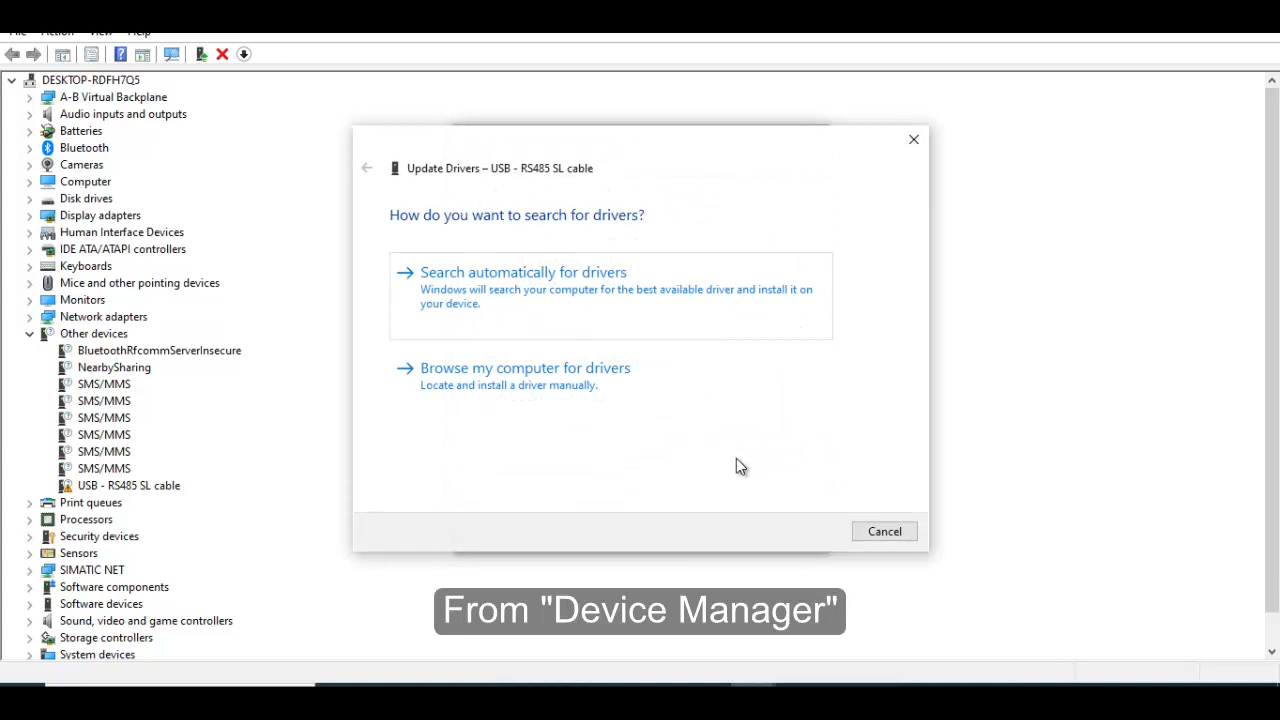 File Action View Help
DESKTOP-RDFH7Q5
A-B Virtual Backplane
Audio inputs and outputs
Batteries
Bluetooth
Cameras
Computer
Disk drives
Display adapters
Human Interface Devices
IDE ATA/ATAPI controllers
Keyboards
Mice and other pointing devices
Monitors
Network adapters
Other devices
BluetoothRfcommServerInsecure
NearbySharing
SMS/MMS
SMS/MMS
SMS/MMS
SMS/MMS
SMS/MMS
SMS/MMS
USB - RS485 SL cable
Print queues
Processors
Security devices
Sensors
SIMATIC NET
Software components
Software devices
Sound, video and game controllers
Storage controllers
System devices
Update Drivers – USB - RS485 SL cable
How do you want to search for drivers?
Search automatically for drivers
Windows will search your computer for the best available driver and install it on
your device.
Browse my computer for drivers
Locate and install a driver manually.
Cancel
From "Device Manager"